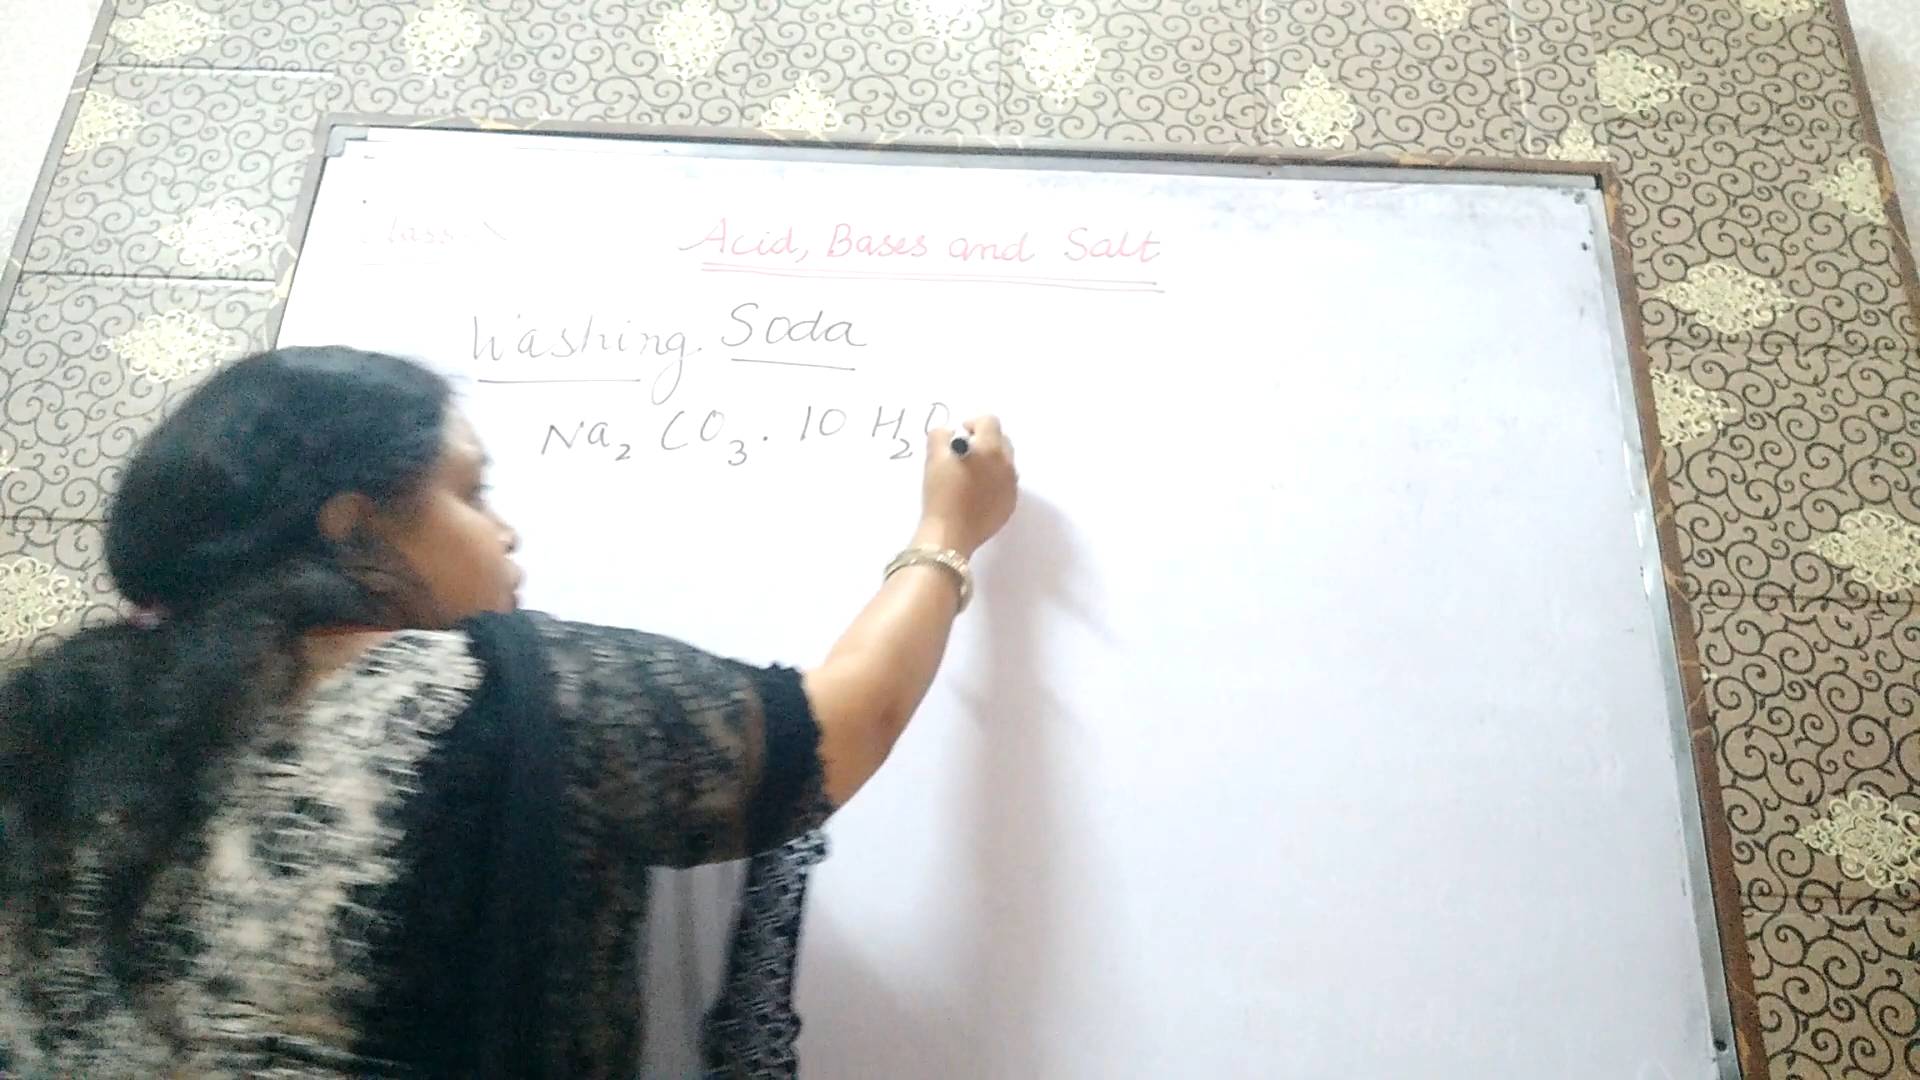 Class-X
Acid, Bases and Salt
Washing Soda
Na₂ CO₃. 10 H₂O